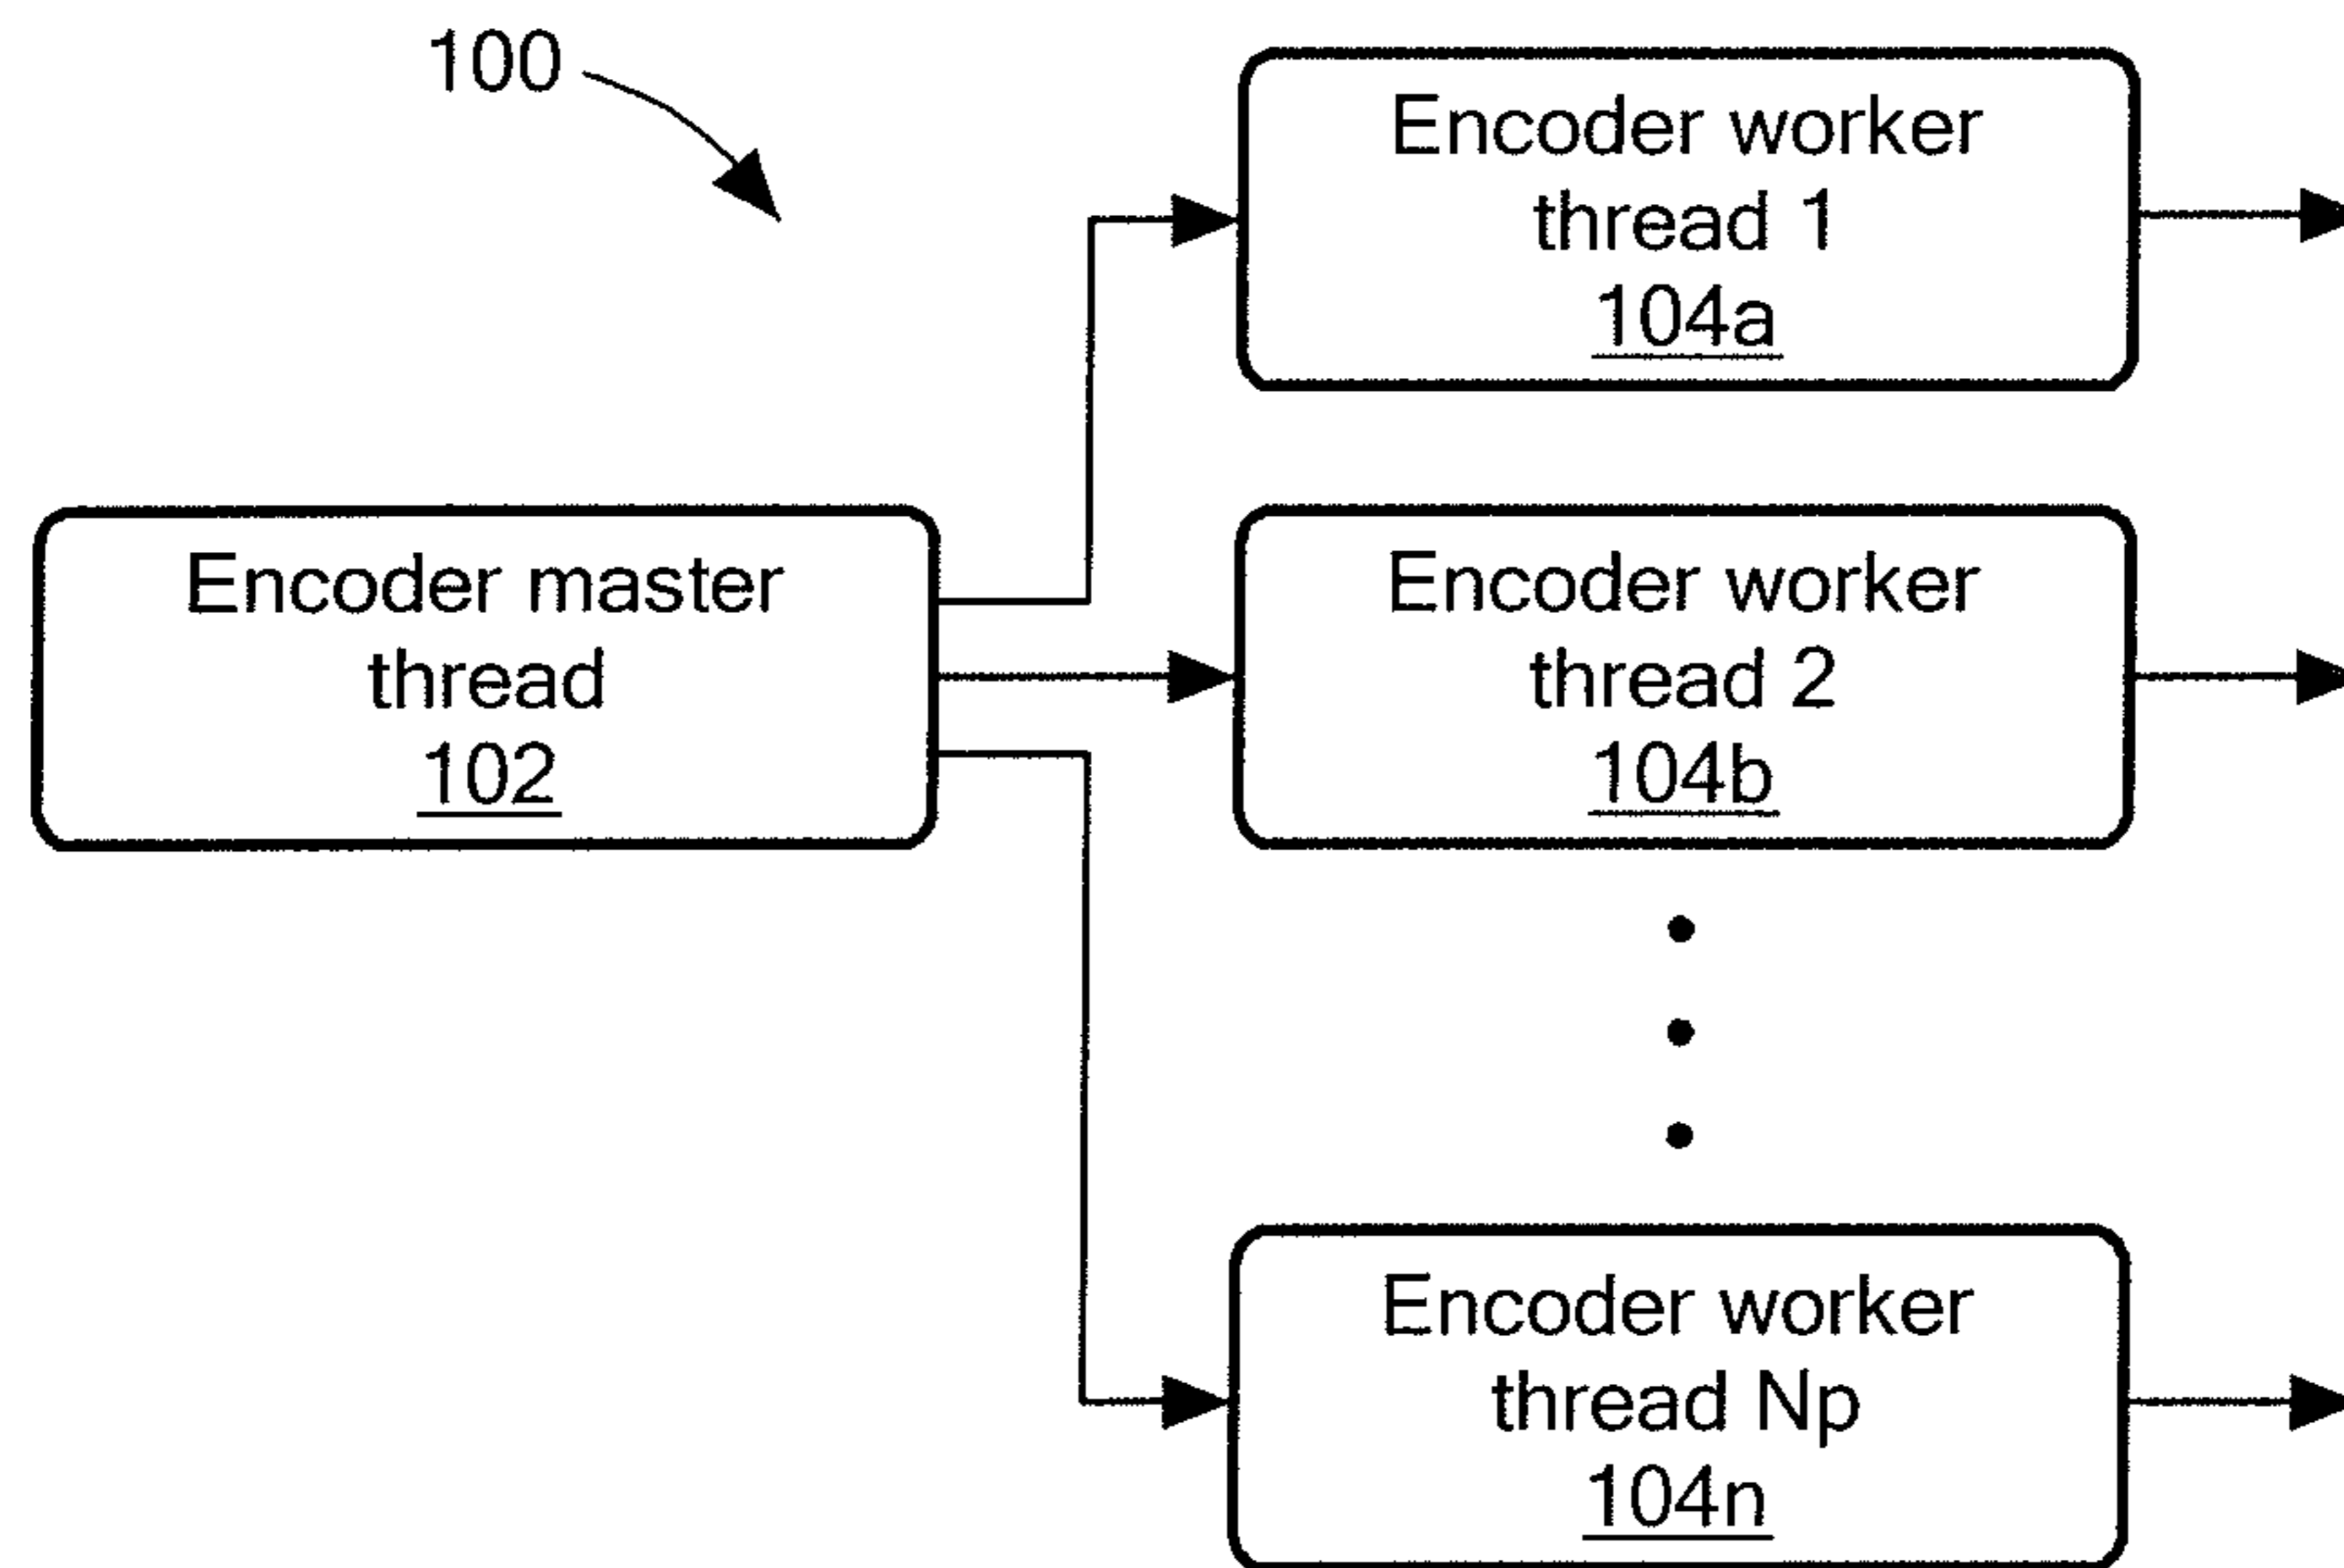 100
Encoder worker
thread 1
104a
Encoder master
thread
102
Encoder worker
thread 2
104b
Encoder worker
thread Np
104n